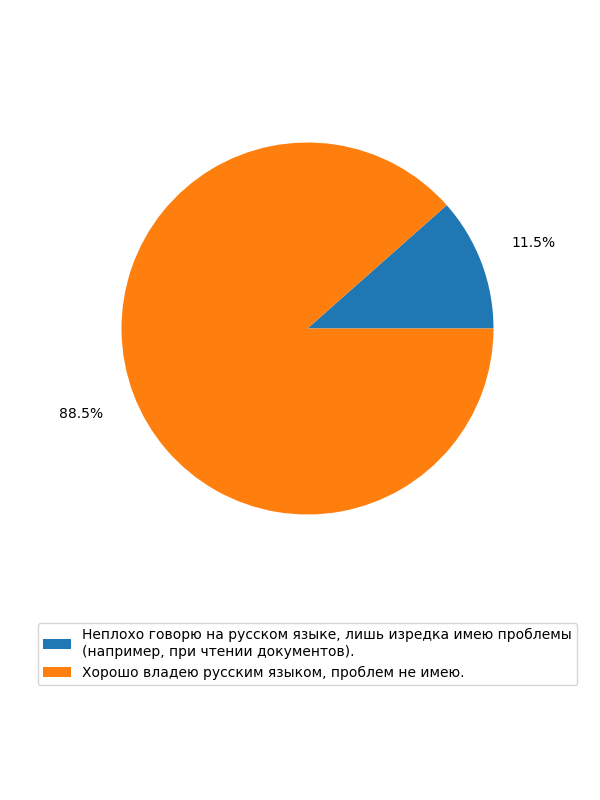 11.5%
88.5%
Неплохо говорю на русском языке, лишь изредка имею проблемы
(например, при чтении документов).
Хорошо владею русским языком, проблем не имею.